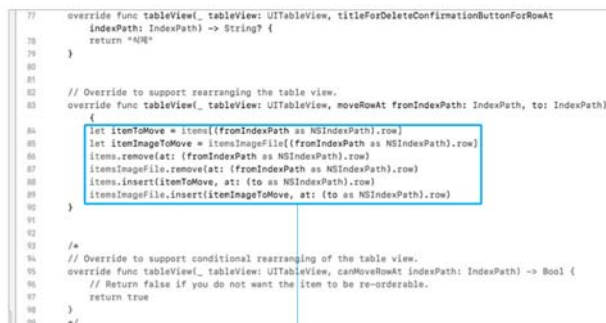 77 override func tableView(_ tableView: UITableView, titleForDeleteConfirmationButtonForRowAt
indexPath: IndexPath) -> String? {
78 return "삭제"
79 }
80
81
82 // Override to support rearranging the table view.
83 override func tableView(_ tableView: UITableView, moveRowAt fromIndexPath: IndexPath, to: IndexPath)
{
84 let itemToMove = items[(fromIndexPath as NSIndexPath).row]
85 let itemImageToMove = itemsImageFile[(fromIndexPath as NSIndexPath).row]
86 items.remove(at: (fromIndexPath as NSIndexPath).row)
87 itemsImageFile.remove(at: (fromIndexPath as NSIndexPath).row)
88 items.insert(itemToMove, at: (to as NSIndexPath).row)
89 itemsImageFile.insert(itemImageToMove, at: (to as NSIndexPath).row)
90 }
91
92
93 /*
94 // Override to support conditional rearranging of the table view.
95 override func tableView(_ tableView: UITableView, canMoveRowAt indexPath: IndexPath) -> Bool {
96 // Return false if you do not want the item to be re-orderable.
97 return true
98 }
99 */